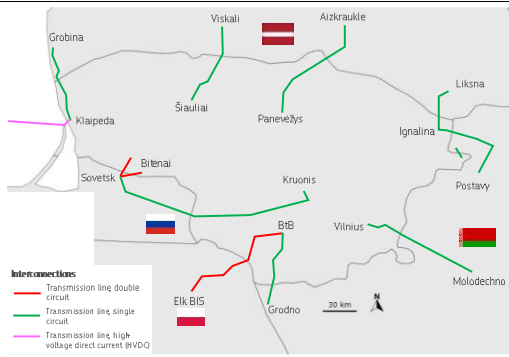 Viskali
Aizkraukle
Grobina
Liksna
Šiauliai
Panevėžys
Klaipeda
Ignalina
Bitenai
Sovetsk
Kruonis
Postavy
BtB
Vilnius
Interconnections
Transmission line, double
circuit
Transmission line, single
circuit
Transmission line, high-
voltage direct current (HVDC)
Elk BIS
Grodno
30 km
N
Molodechno